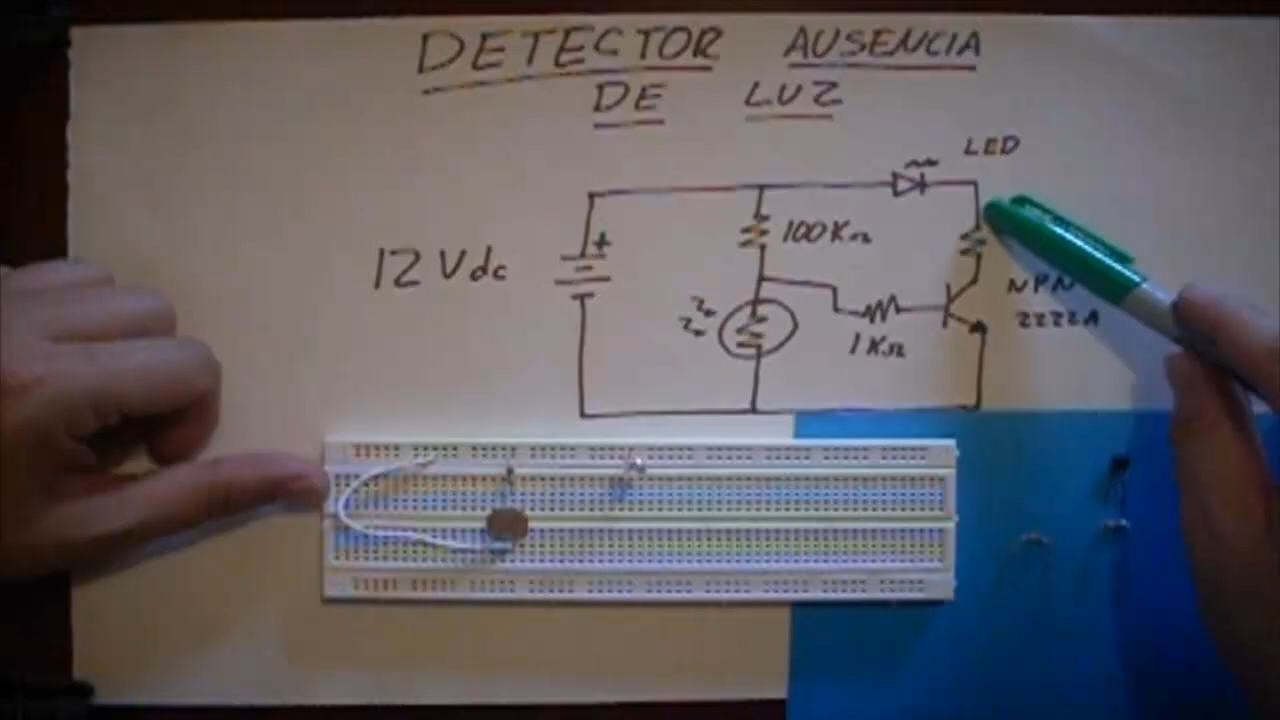 DETECTOR AUSENCIA
DE LUZ
LED
+
100KΩ
12 Vdc
NPN
2222A
1KΩ